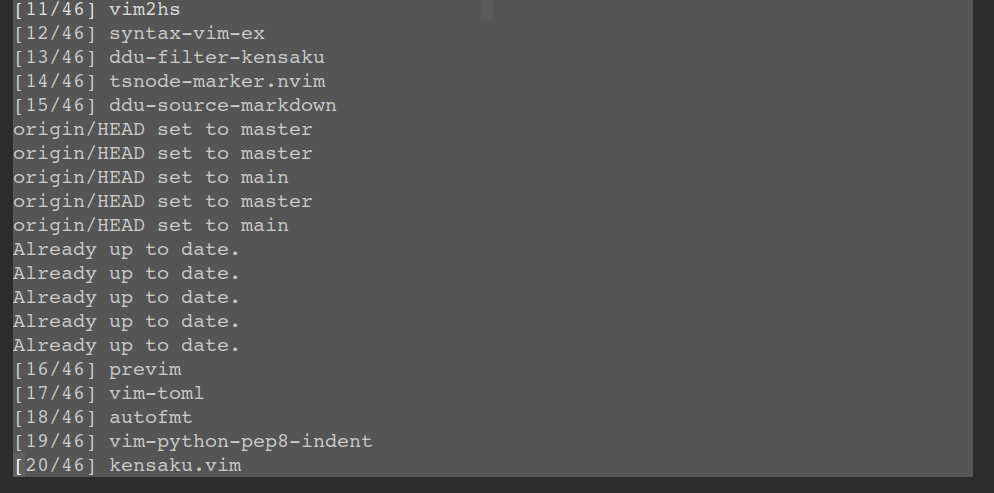 [11/46] vim2hs
[12/46] syntax-vim-ex
[13/46] ddu-filter-kensaku
[14/46] tsnode-marker.nvim
[15/46] ddu-source-markdown
origin/HEAD set to master
origin/HEAD set to master
origin/HEAD set to main
origin/HEAD set to master
origin/HEAD set to main
Already up to date.
Already up to date.
Already up to date.
Already up to date.
Already up to date.
[16/46] previm
[17/46] vim-toml
[18/46] autofmt
[19/46] vim-python-pep8-indent
[20/46] kensaku.vim